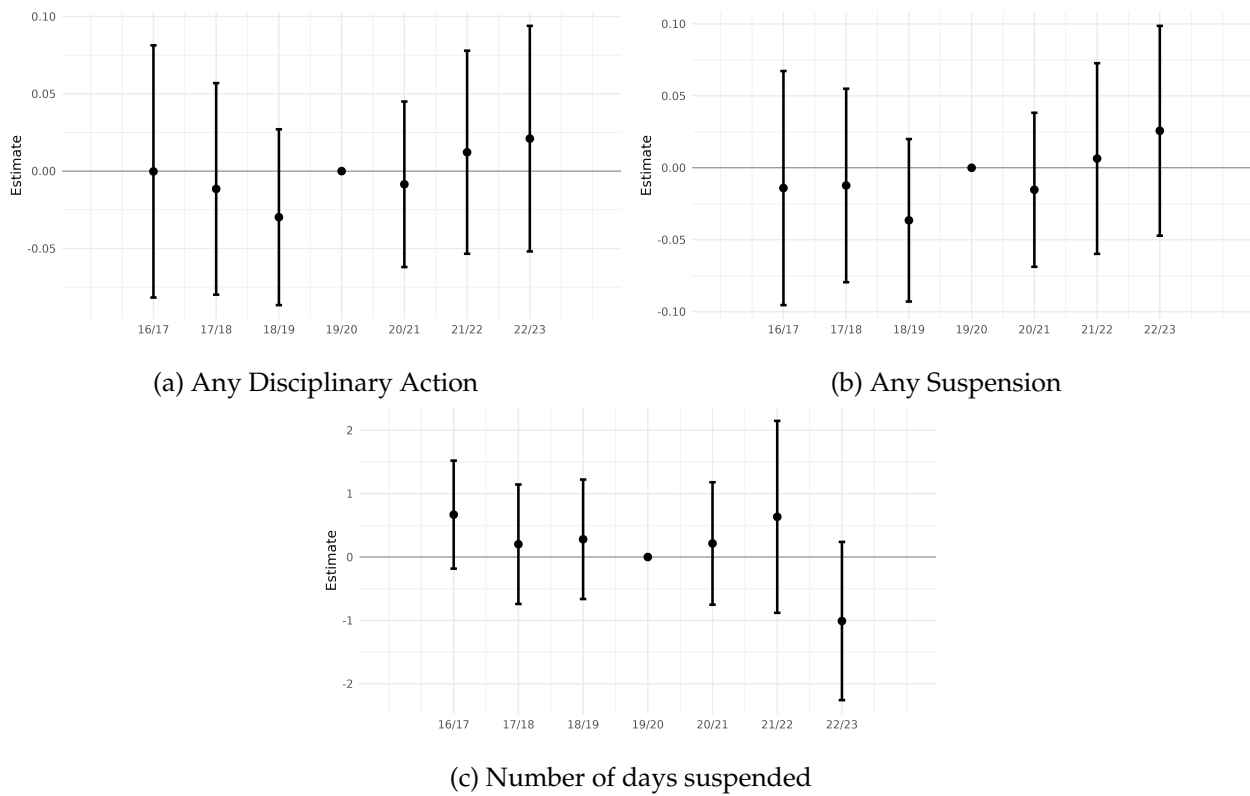 0.10
0.05
0.00
-0.05
Estimate
16/17 17/18 18/19 19/20 20/21 21/22 22/23
(a) Any Disciplinary Action
0.10
0.05
0.00
-0.05
-0.10
Estimate
16/17 17/18 18/19 19/20 20/21 21/22 22/23
(b) Any Suspension
2
1
0
-1
-2
Estimate
16/17 17/18 18/19 19/20 20/21 21/22 22/23
(c) Number of days suspended